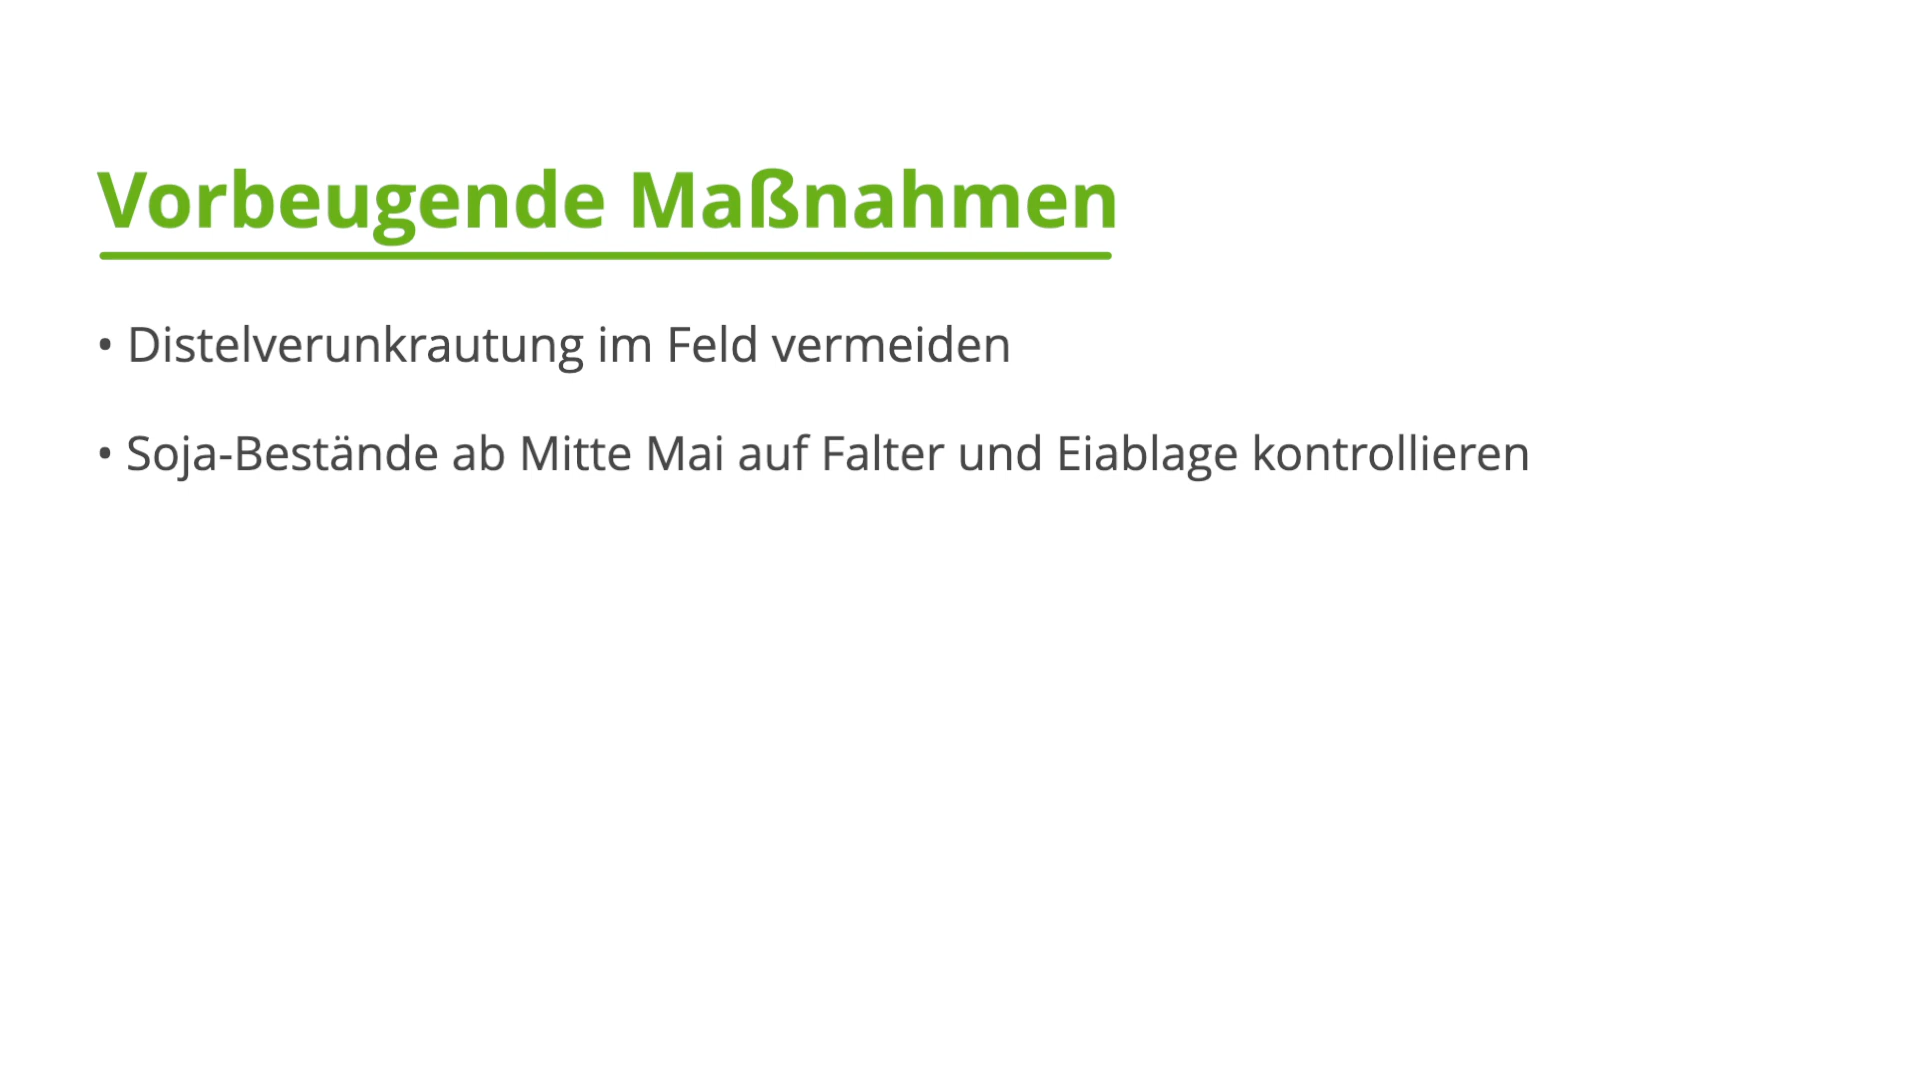 Vorbeugende Maßnahmen
• Distelverunkrautung im Feld vermeiden
• Soja-Bestände ab Mitte Mai auf Falter und Eiablage kontrollieren